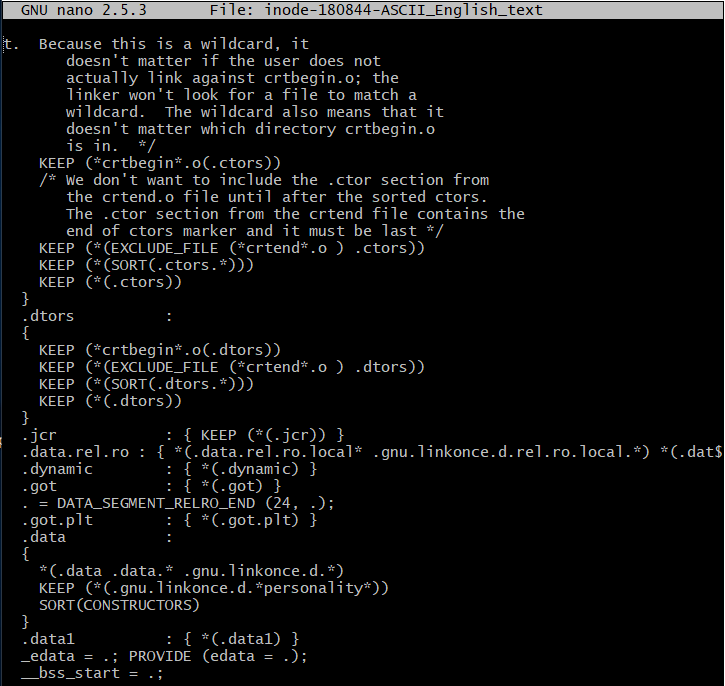 GNU nano 2.5.3       File: inode-180844-ASCII_English_text
t.  Because this is a wildcard, it
       doesn't matter if the user does not
       actually link against crtbegin.o; the
       linker won't look for a file to match a
       wildcard.  The wildcard also means that it
       doesn't matter which directory crtbegin.o
       is in.  */
    KEEP (*crtbegin*.o(.ctors))
    /* We don't want to include the .ctor section from
       the crtend.o file until after the sorted ctors.
       The .ctor section from the crtend file contains the
       end of ctors marker and it must be last */
    KEEP (*(EXCLUDE_FILE (*crtend*.o ) .ctors))
    KEEP (*(SORT(.ctors.*)))
    KEEP (*(.ctors))
  }
  .dtors          :
  {
    KEEP (*crtbegin*.o(.dtors))
    KEEP (*(EXCLUDE_FILE (*crtend*.o ) .dtors))
    KEEP (*(SORT(.dtors.*)))
    KEEP (*(.dtors))
  }
  .jcr            : { KEEP (*(.jcr)) }
  .data.rel.ro : { *(.data.rel.ro.local* .gnu.linkonce.d.rel.ro.local.*) *(.dat$
  .dynamic        : { *(.dynamic) }
  .got            : { *(.got) }
  . = DATA_SEGMENT_RELRO_END (24, .);
  .got.plt        : { *(.got.plt) }
  .data           :
  {
    *(.data .data.* .gnu.linkonce.d.*)
    KEEP (*(.gnu.linkonce.d.*personality*))
    SORT(CONSTRUCTORS)
  }
  .data1          : { *(.data1) }
  _edata = .; PROVIDE (edata = .);
  __bss_start = .;